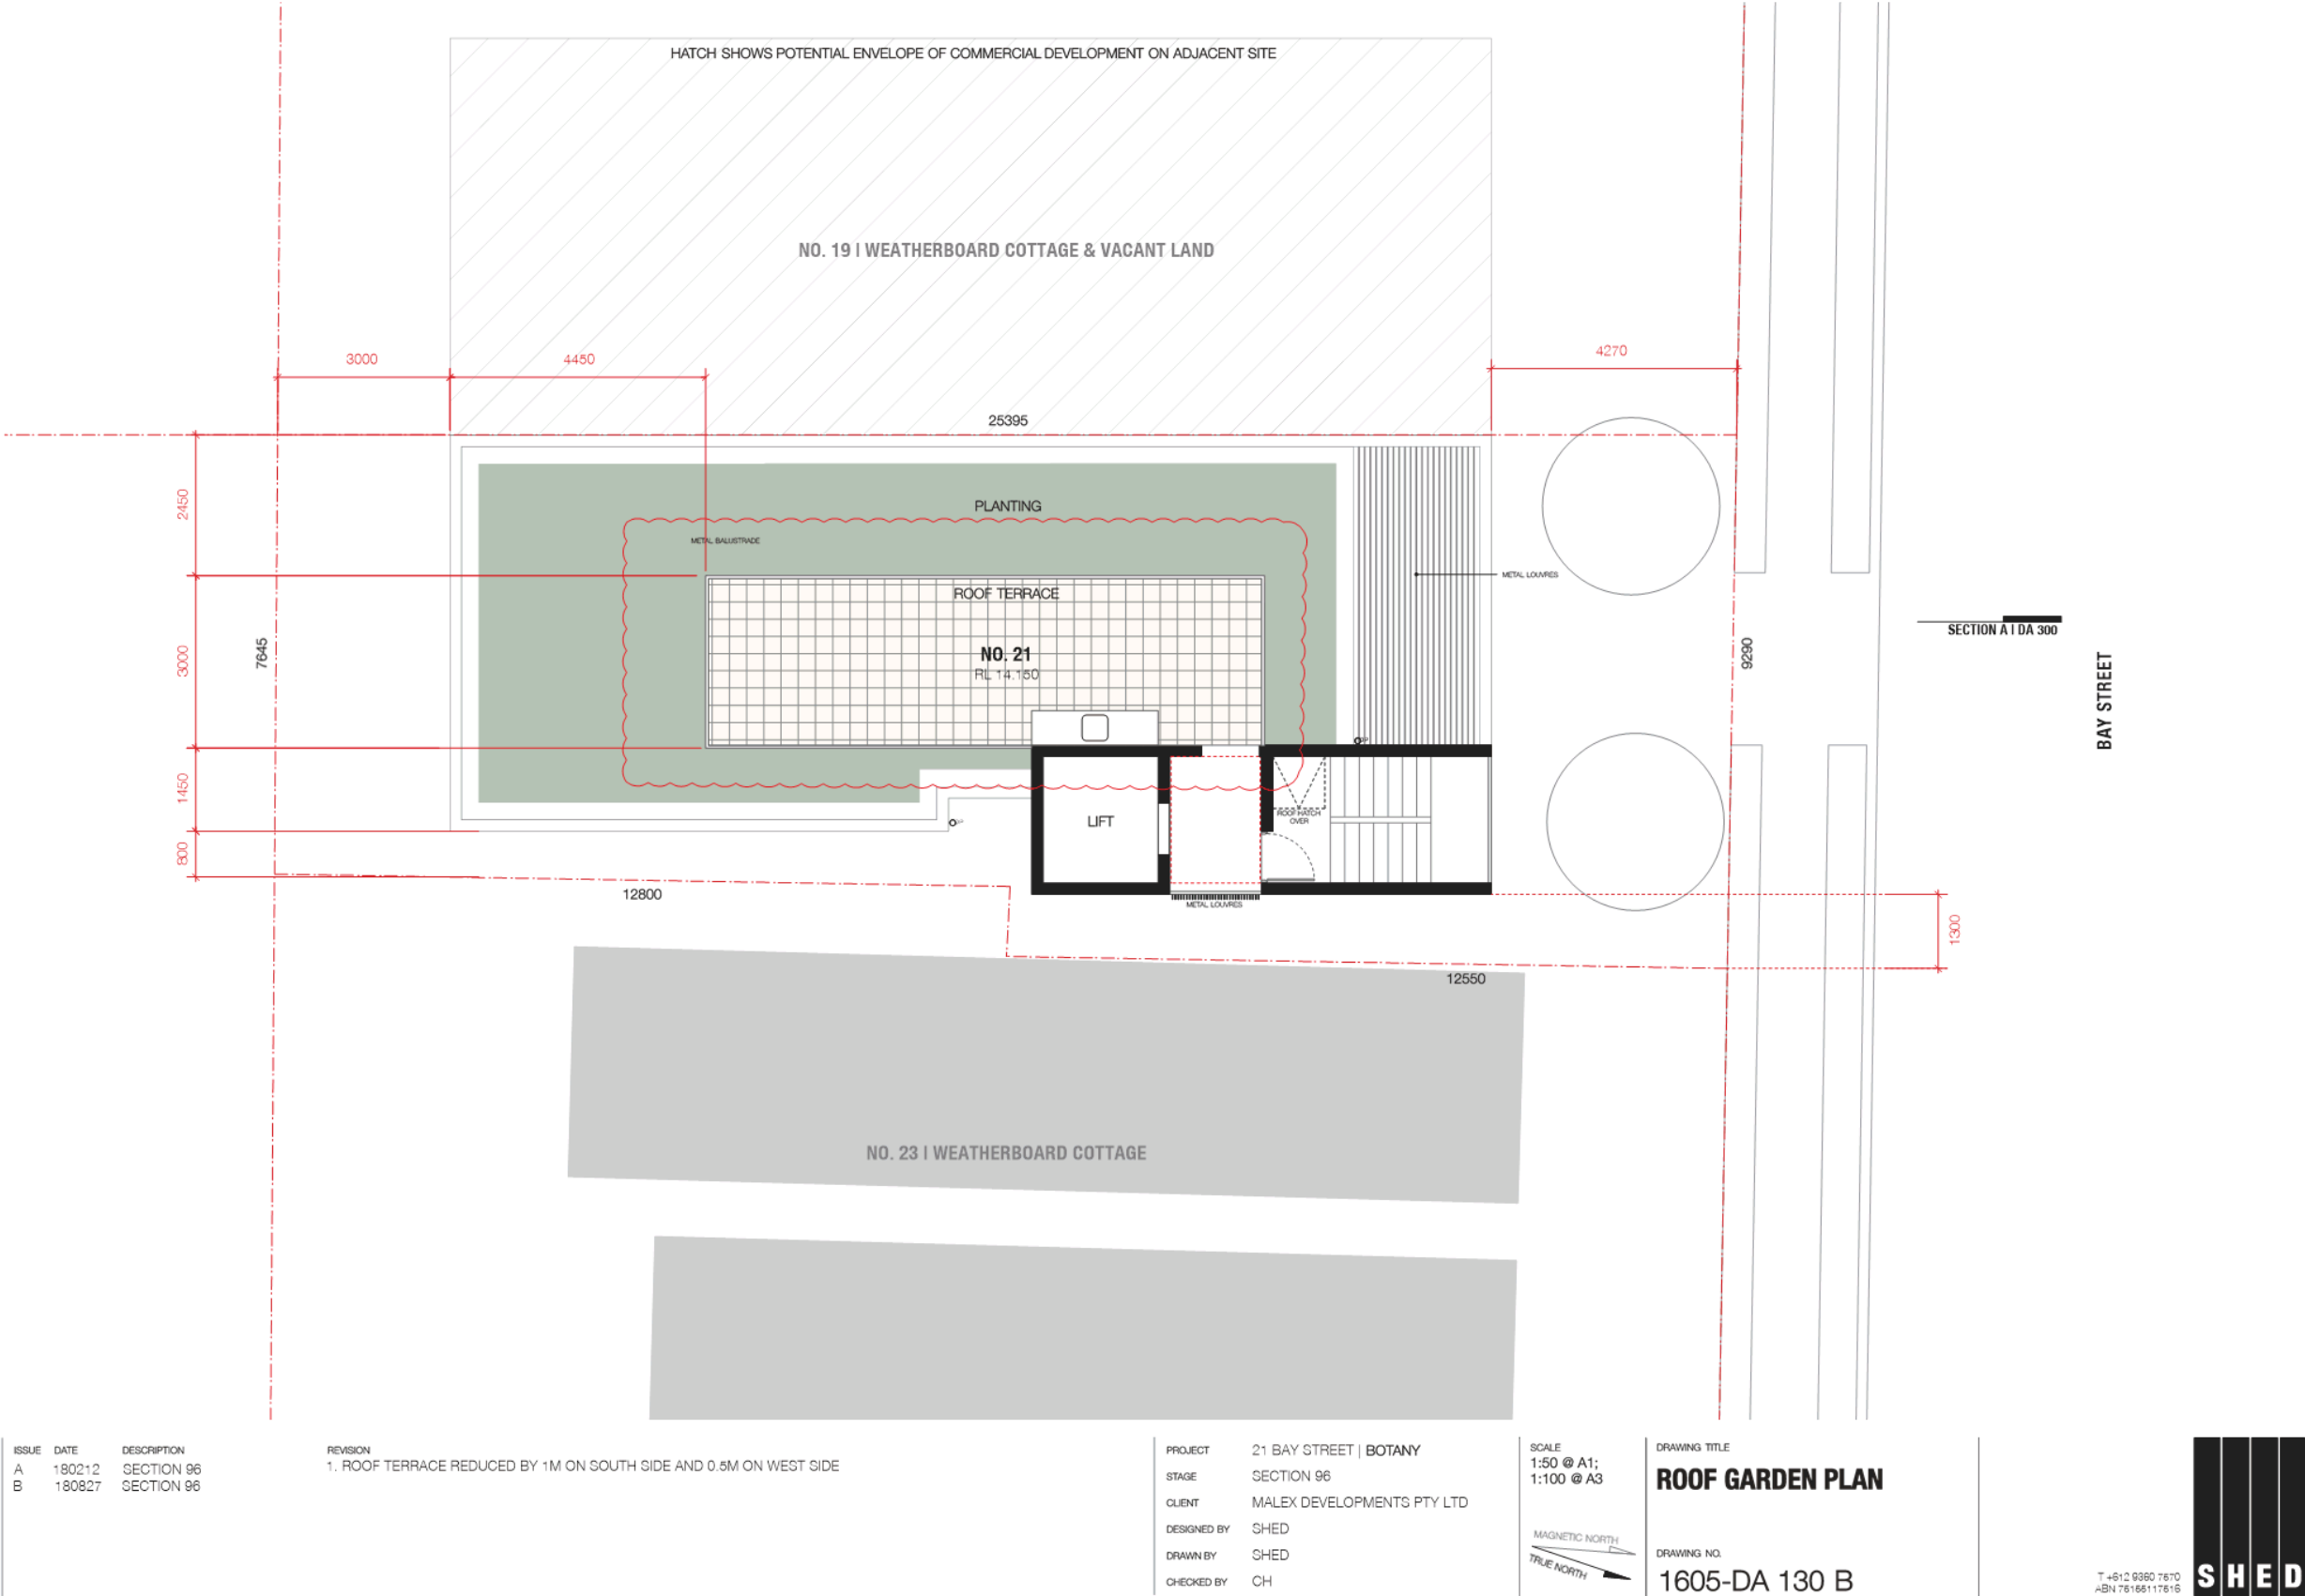 HATCH SHOWS POTENTIAL ENVELOPE OF COMMERCIAL DEVELOPMENT ON ADJACENT SITE
NO. 19 | WEATHERBOARD COTTAGE & VACANT LAND
3000
4450
4270
25395
2450
PLANTING
METAL BALUSTRADE
METAL LOUVRES
ROOF TERRACE
SECTION A | DA 300
7645
3000
NO. 21
RL 14.150
9290
BAY STREET
1450
LIFT
ROOF HATCH
OVER
800
12800
METAL LOUVRES
1300
12550
NO. 23 | WEATHERBOARD COTTAGE
ISSUE DATE DESCRIPTION
A 180212 SECTION 96
B 180827 SECTION 96
REVISION
1. ROOF TERRACE REDUCED BY 1M ON SOUTH SIDE AND 0.5M ON WEST SIDE
PROJECT 21 BAY STREET | BOTANY
STAGE SECTION 96
CLIENT MALEX DEVELOPMENTS PTY LTD
DESIGNED BY SHED
DRAWN BY SHED
CHECKED BY CH
SCALE
1:50 @ A1;
1:100 @ A3
MAGNETIC NORTH
TRUE NORTH
DRAWING TITLE
ROOF GARDEN PLAN
DRAWING NO.
1605-DA 130 B
T +612 9360 7670
ABN 76166117616
SHED